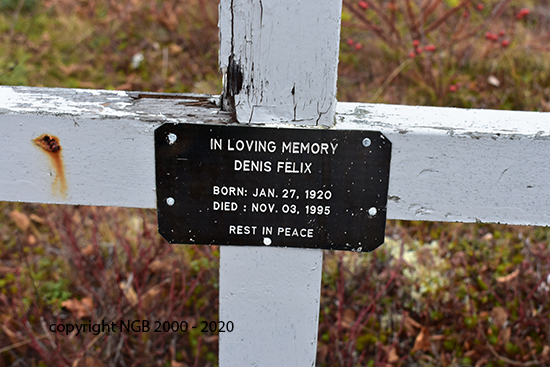 IN LOVING MEMORY
DENIS FELIX
BORN: JAN. 27, 1920
DIED : NOV. 03, 1995
REST IN PEACE
copyright NGB 2000 - 2020